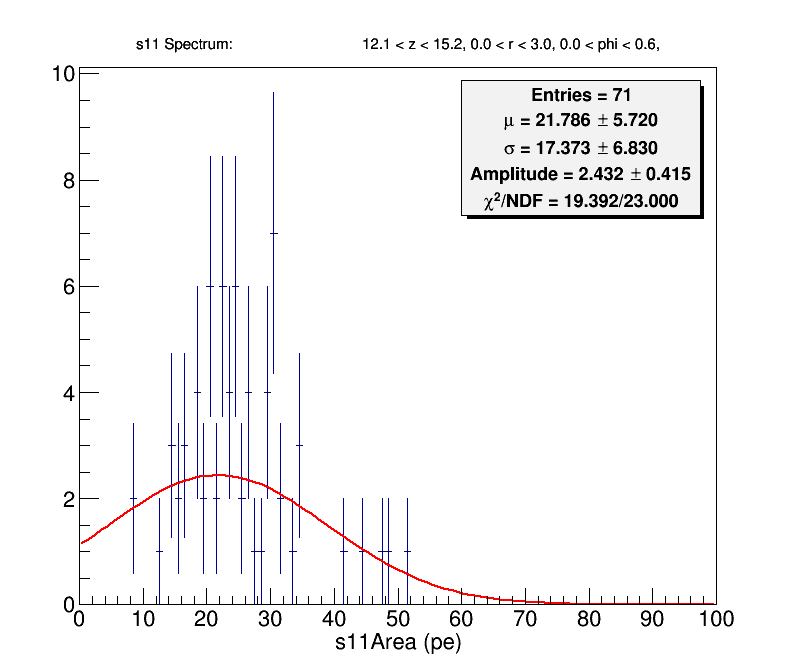 s11 Spectrum: 12.1 < z < 15.2, 0.0 < r < 3.0, 0.0 < phi < 0.6,
Entries = 71
μ = 21.786 ± 5.720
σ = 17.373 ± 6.830
Amplitude = 2.432 ± 0.415
χ²/NDF = 19.392/23.000
10
8
6
4
2
0
0 10 20 30 40 50 60 70 80 90 100
s11Area (pe)